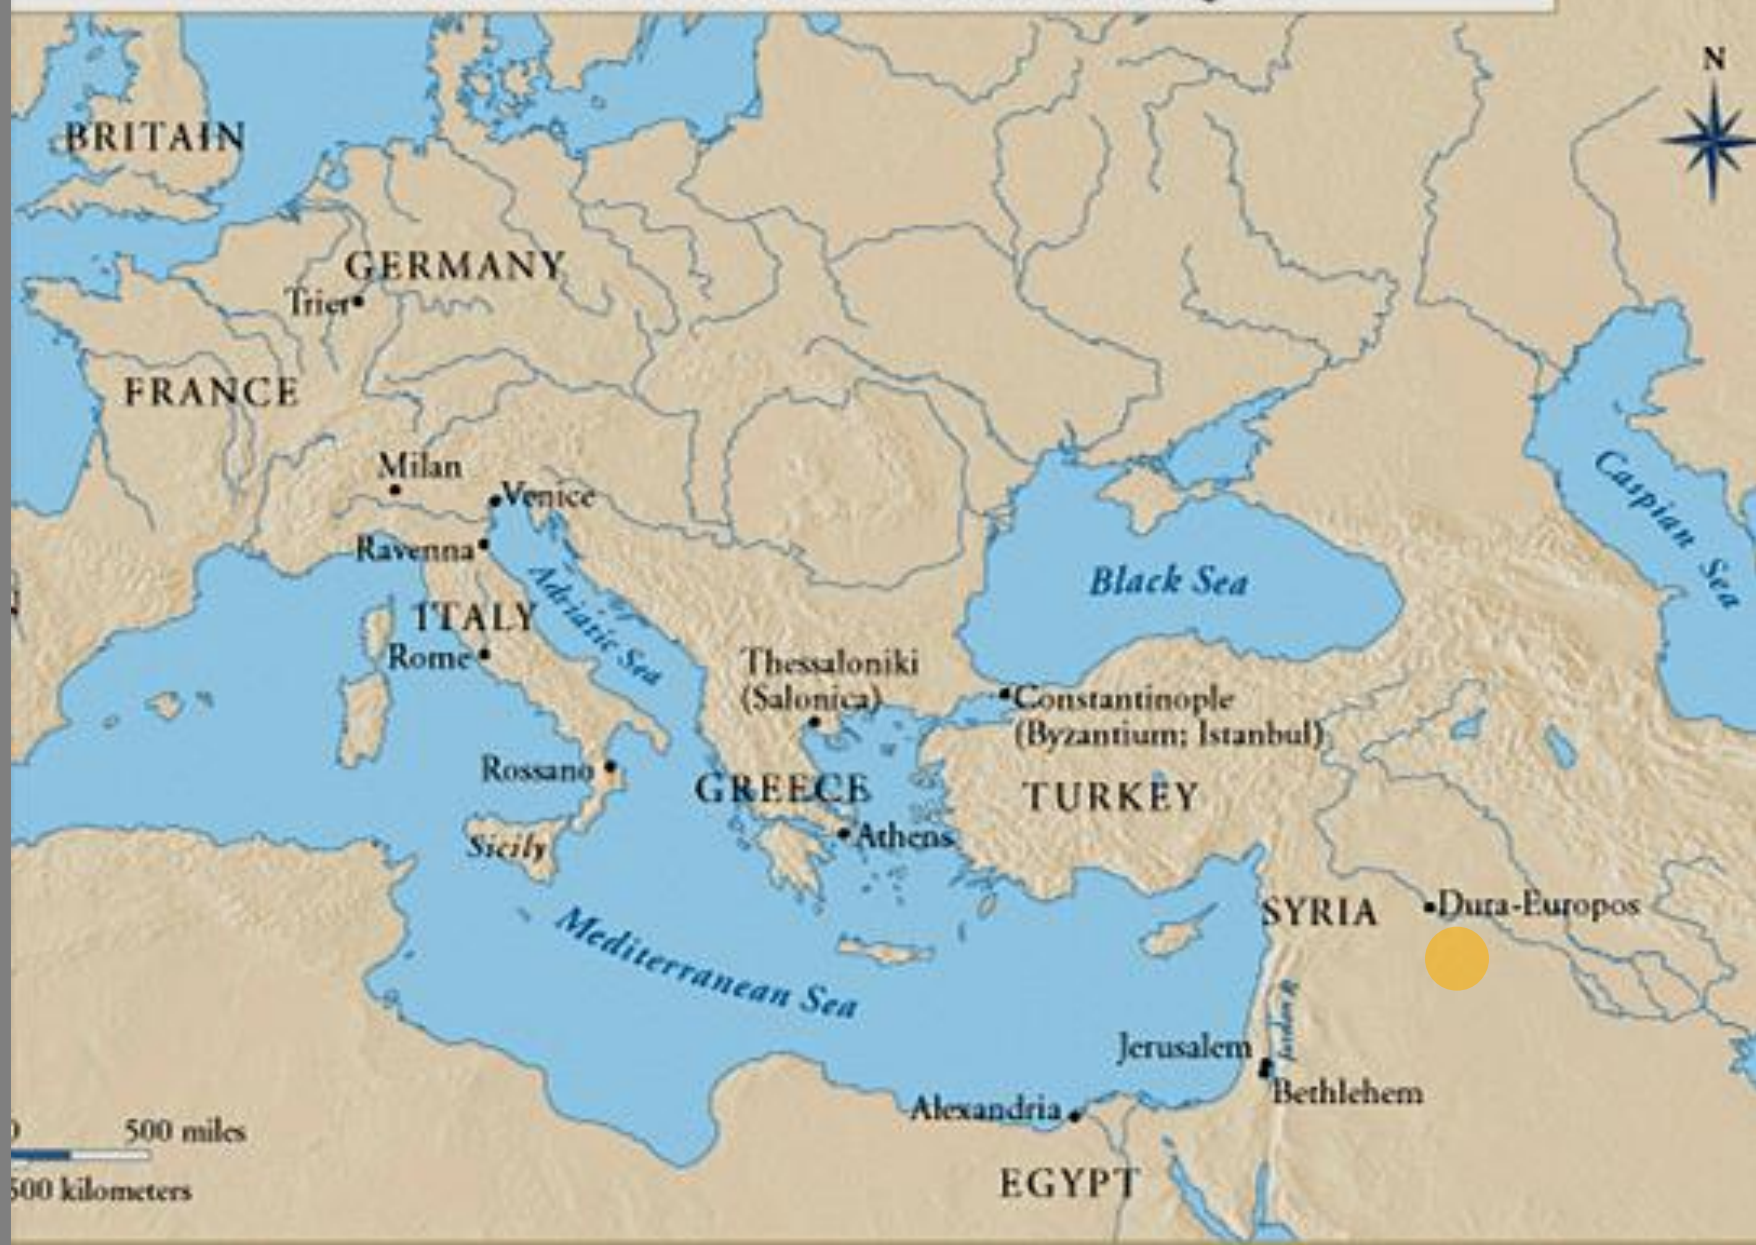 N
BRITAIN
GERMANY
Trier
FRANCE
Milan
Venice
Ravenna
Adriatic Sea
ITALY
Rome
Black Sea
Caspian Sea
Thessaloniki
(Salonica)
Constantinople
(Byzantium; Istanbul)
Rossano
GREECE
TURKEY
Sicily
Athens
SYRIA
Dura-Europos
Mediterranean Sea
Jordan R
Jerusalem
Bethlehem
Alexandria
500 miles
500 kilometers
EGYPT